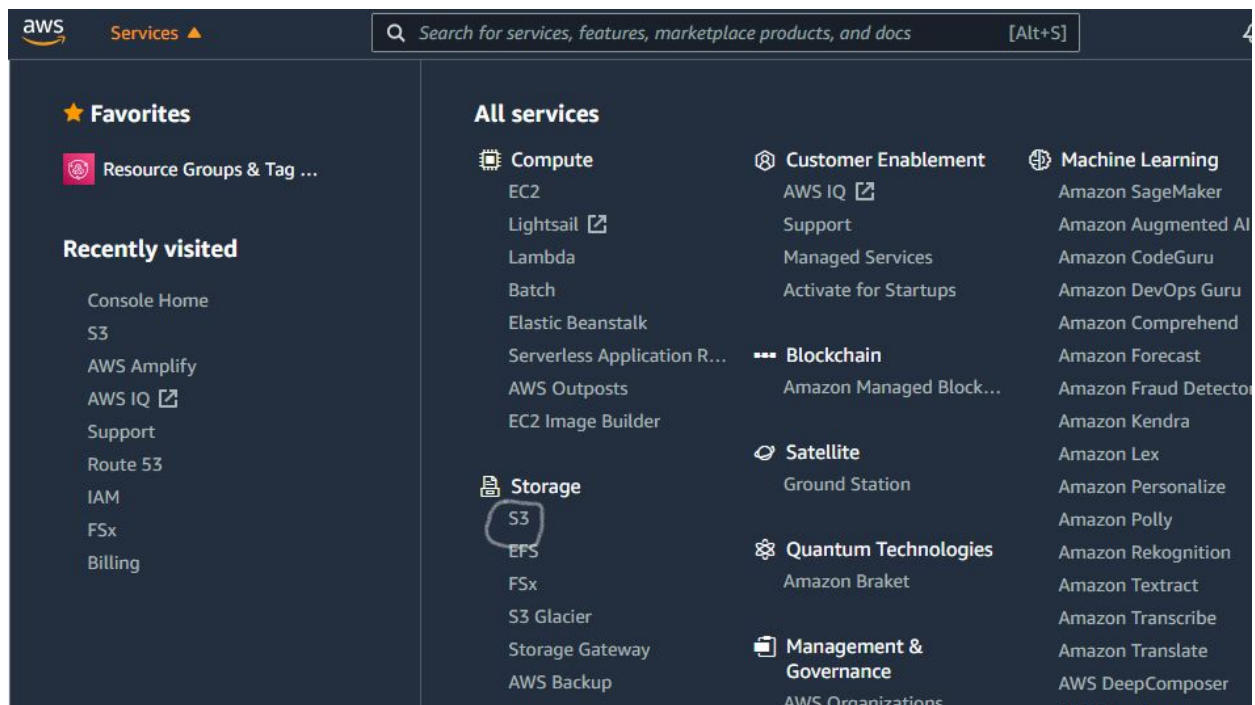 aws
Services ▲
Search for services, features, marketplace products, and docs [Alt+S]
Favorites
Resource Groups & Tag ...
Recently visited
Console Home
S3
AWS Amplify
AWS IQ
Support
Route 53
IAM
FSx
Billing
All services
Compute
EC2
Lightsail
Lambda
Batch
Elastic Beanstalk
Serverless Application R...
AWS Outposts
EC2 Image Builder
Storage
S3
EFS
FSx
S3 Glacier
Storage Gateway
AWS Backup
Customer Enablement
AWS IQ
Support
Managed Services
Activate for Startups
Blockchain
Amazon Managed Block...
Satellite
Ground Station
Quantum Technologies
Amazon Braket
Management &
Governance
AWS Organizations
Machine Learning
Amazon SageMaker
Amazon Augmented AI
Amazon CodeGuru
Amazon DevOps Guru
Amazon Comprehend
Amazon Forecast
Amazon Fraud Detector
Amazon Kendra
Amazon Lex
Amazon Personalize
Amazon Polly
Amazon Rekognition
Amazon Textract
Amazon Transcribe
Amazon Translate
AWS DeepComposer